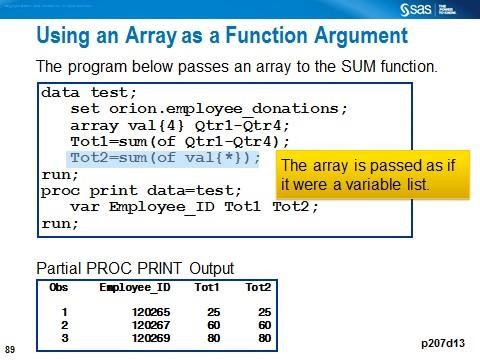 sas THE POWER TO KNOW.
Using an Array as a Function Argument
The program below passes an array to the SUM function.
data test;
set orion.employee_donations;
array val{4} Qtr1-Qtr4;
Tot1=sum(of Qtr1-Qtr4);
Tot2=sum(of val{*});
run;
proc print data=test;
var Employee_ID Tot1 Tot2;
run;
The array is passed as if
it were a variable list.
Partial PROC PRINT Output
Obs Employee_ID Tot1 Tot2
1 120265 25 25
2 120267 60 60
3 120269 80 80
89
p207d13